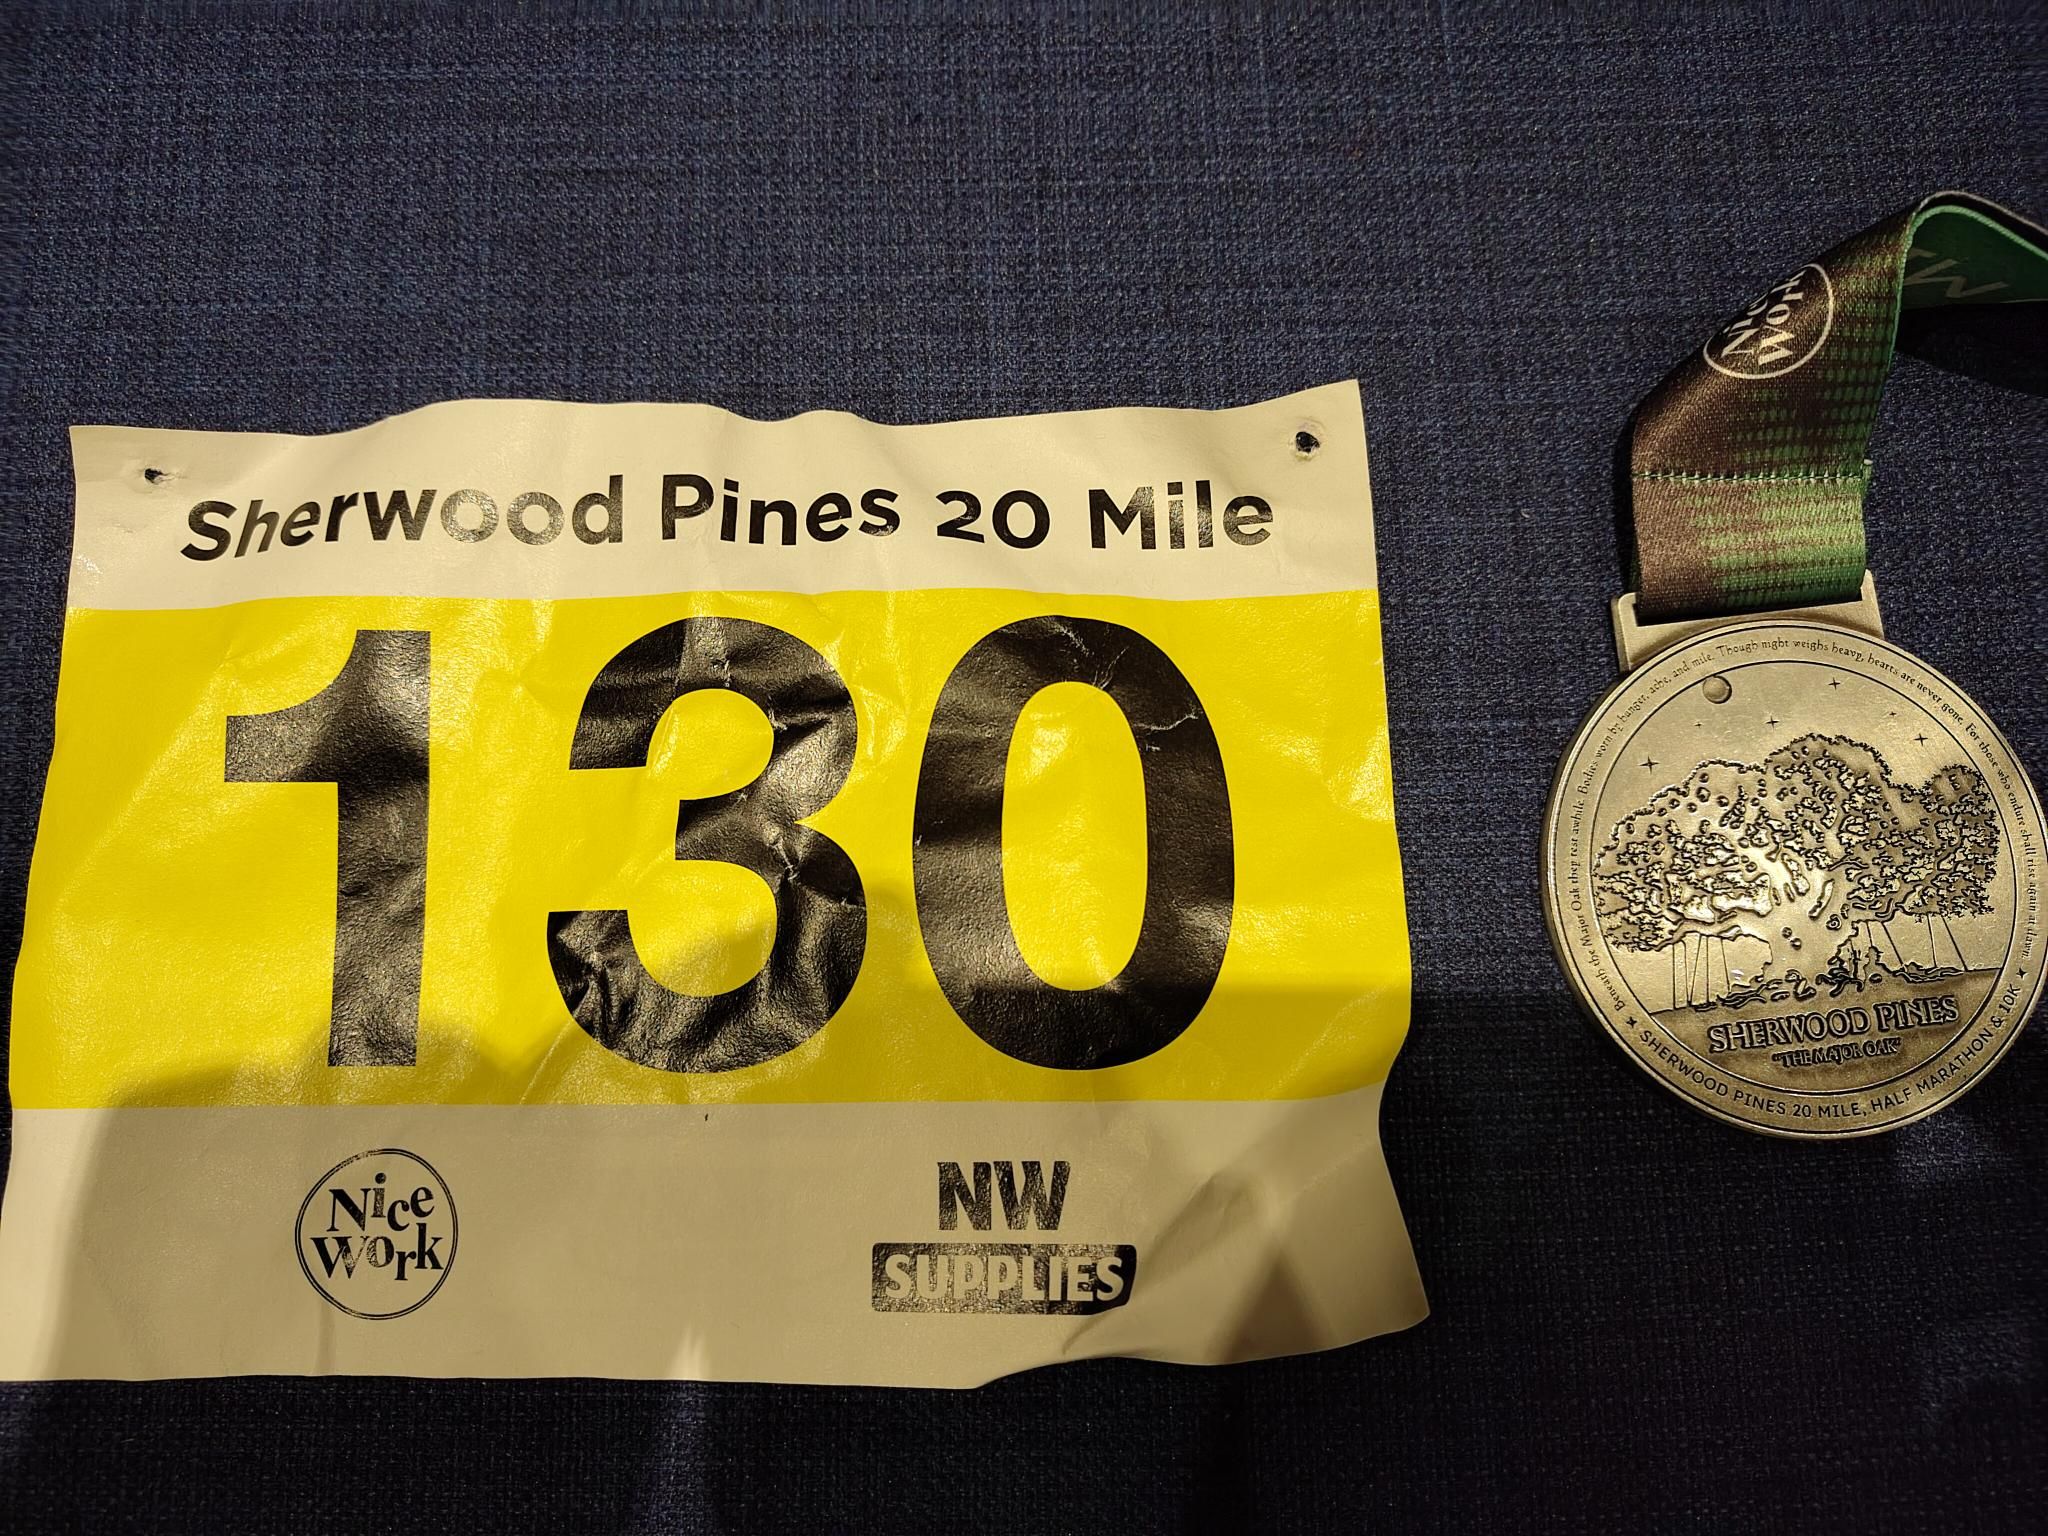 Sherwood Pines 20 Mile
130
Nice
Work
NW
SUPPLIES
Nice
Work
Beneath the Major Oak they rest awhile. Bodies worn by hunger, ache, and mile. Though night weighs heavy, hearts are never gone. For those who endure shall rise again at dawn.
SHERWOOD PINES
"THE MAJOR OAK"
SHERWOOD PINES 20 MILE, HALF MARATHON & 10K